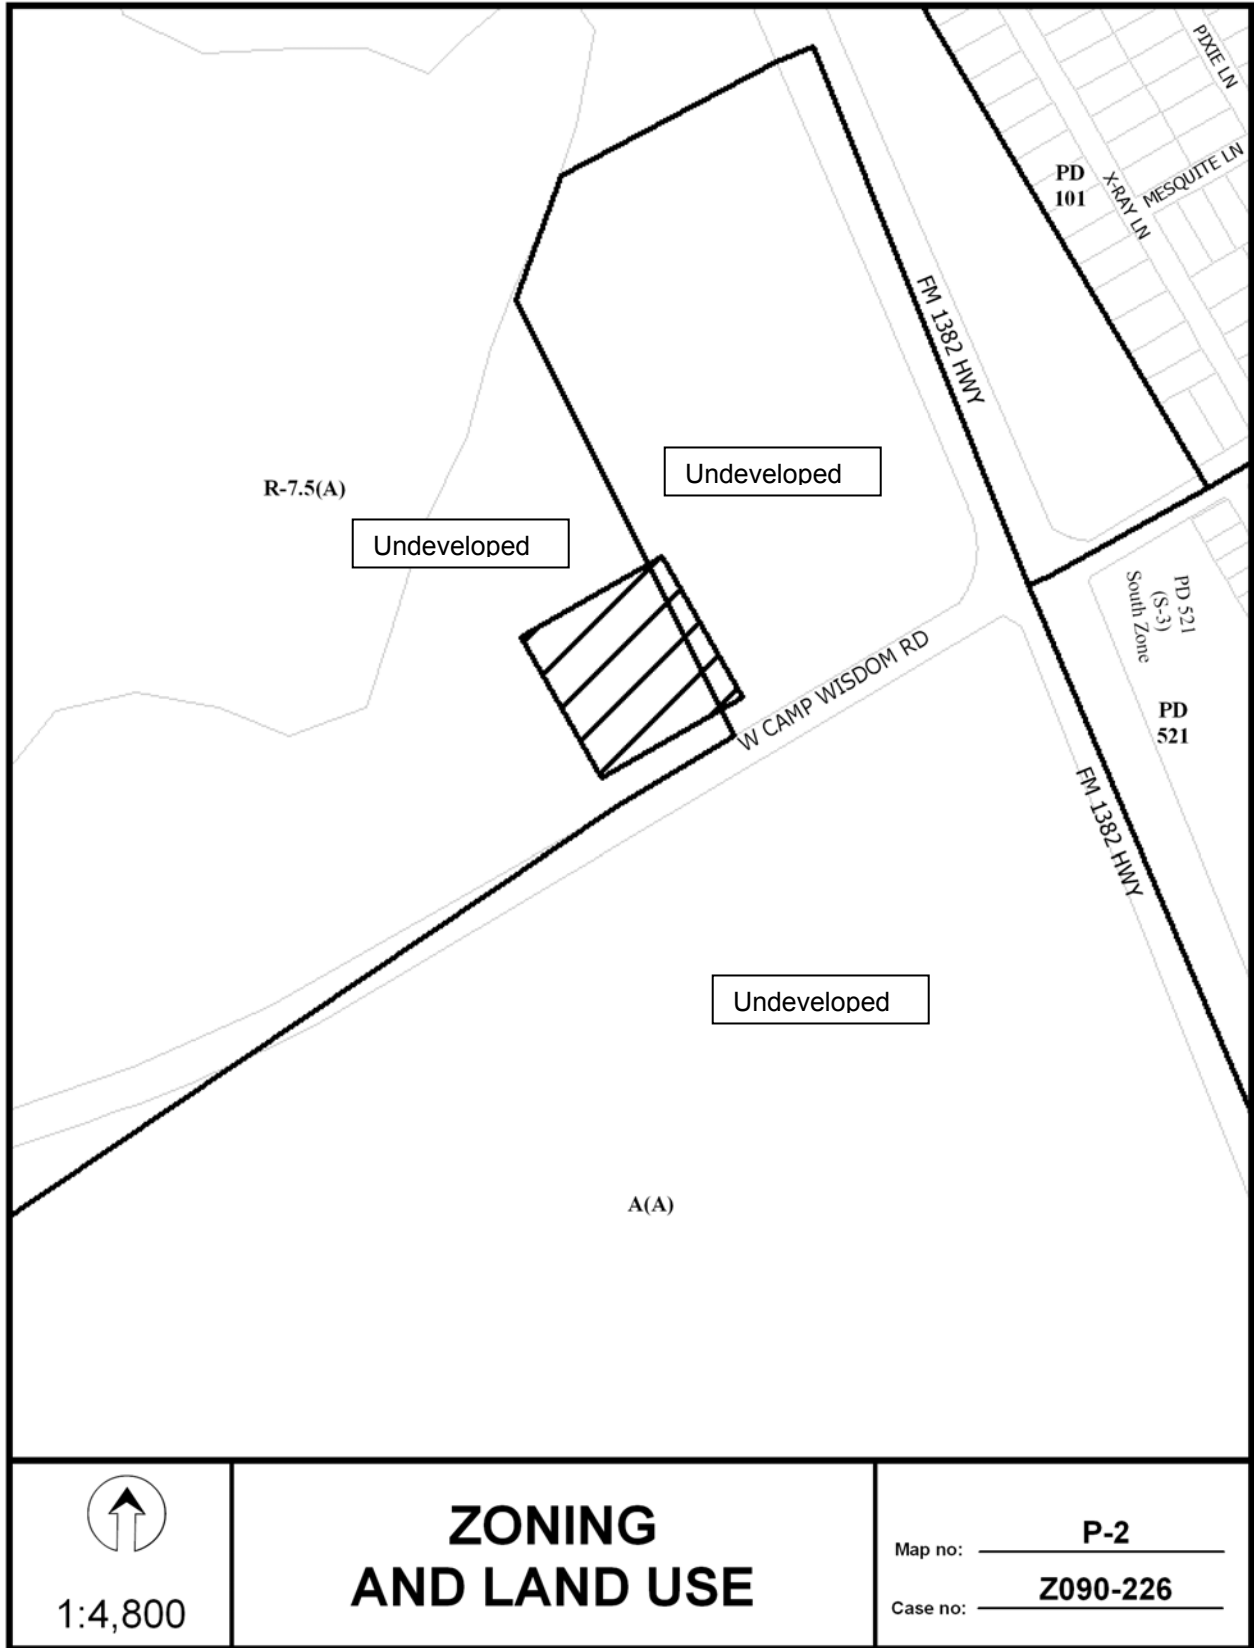 PIXIE LN
MESQUITE LN
X-RAY LN
PD
101
FM 1382 HWY
Undeveloped
R-7.5(A)
Undeveloped
PD 521
(S-3)
South Zone
W CAMP WISDOM RD
PD
521
FM 1382 HWY
Undeveloped
A(A)
1:4,800
ZONING
AND LAND USE
Map no: P-2
Case no: Z090-226